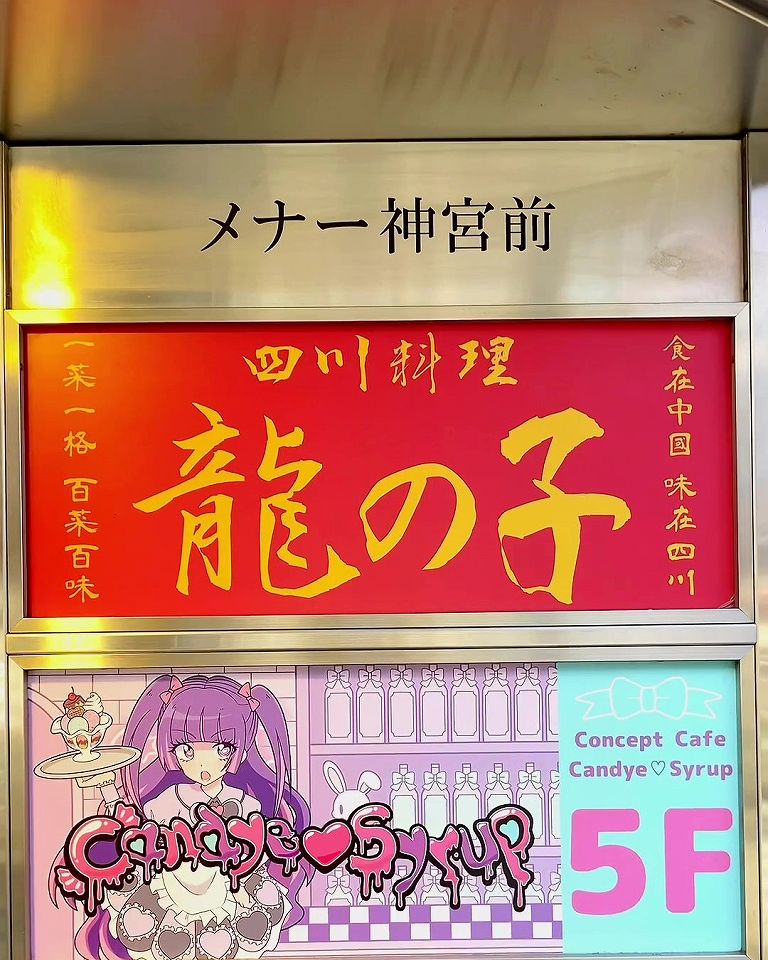 メナー神宮前
四川料理
龍の子
食在中國 味在四川
一菜一格 百菜百味
Candye♥Syrup
Concept Cafe
Candye♡Syrup
5F